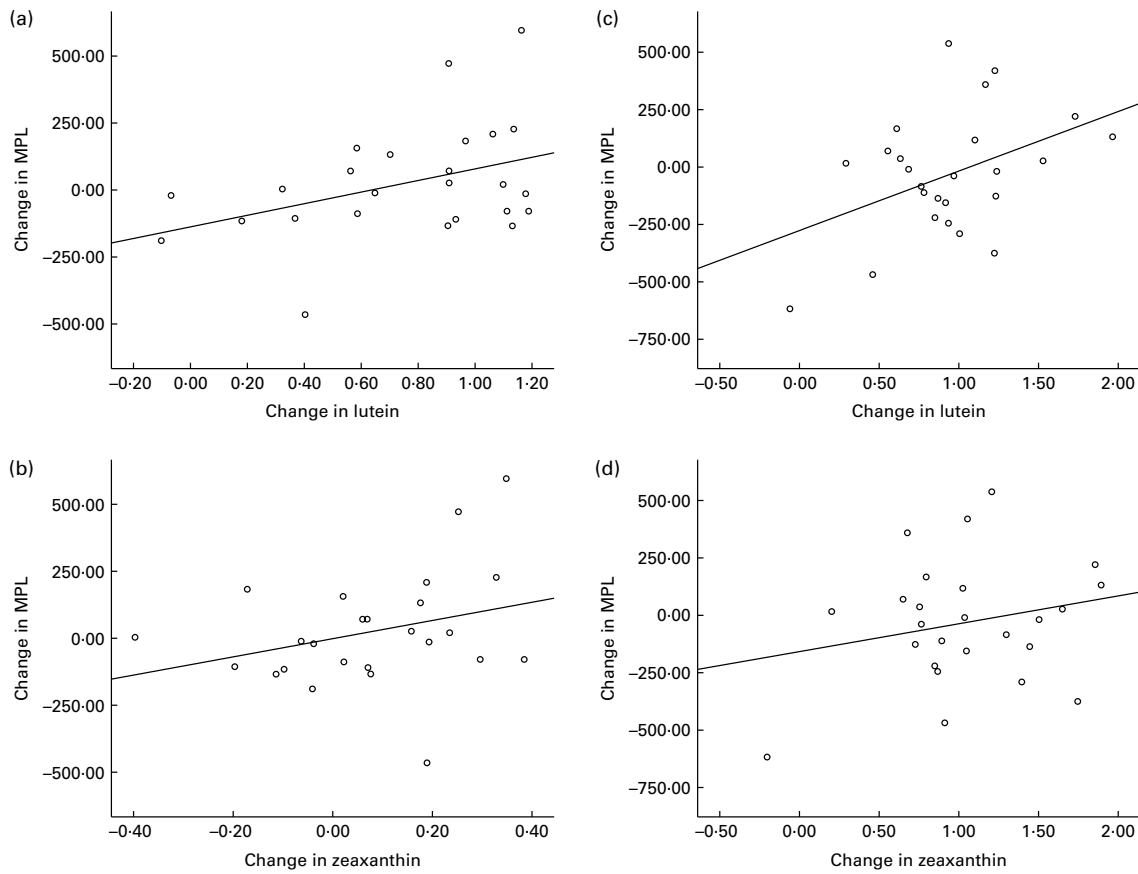 (a)
500·00
250·00
0·00
−250·00
−500·00
Change in MPL
−0·20 0·00 0·20 0·40 0·60 0·80 1·00 1·20
Change in lutein
(c)
500·00
250·00
0·00
−250·00
−500·00
−750·00
Change in MPL
−0·50 0·00 0·50 1·00 1·50 2·00
Change in lutein
(b)
500·00
250·00
0·00
−250·00
−500·00
Change in MPL
−0·40 −0·20 0·00 0·20 0·40
Change in zeaxanthin
(d)
500·00
250·00
0·00
−250·00
−500·00
−750·00
Change in MPL
−0·50 0·00 0·50 1·00 1·50 2·00
Change in zeaxanthin